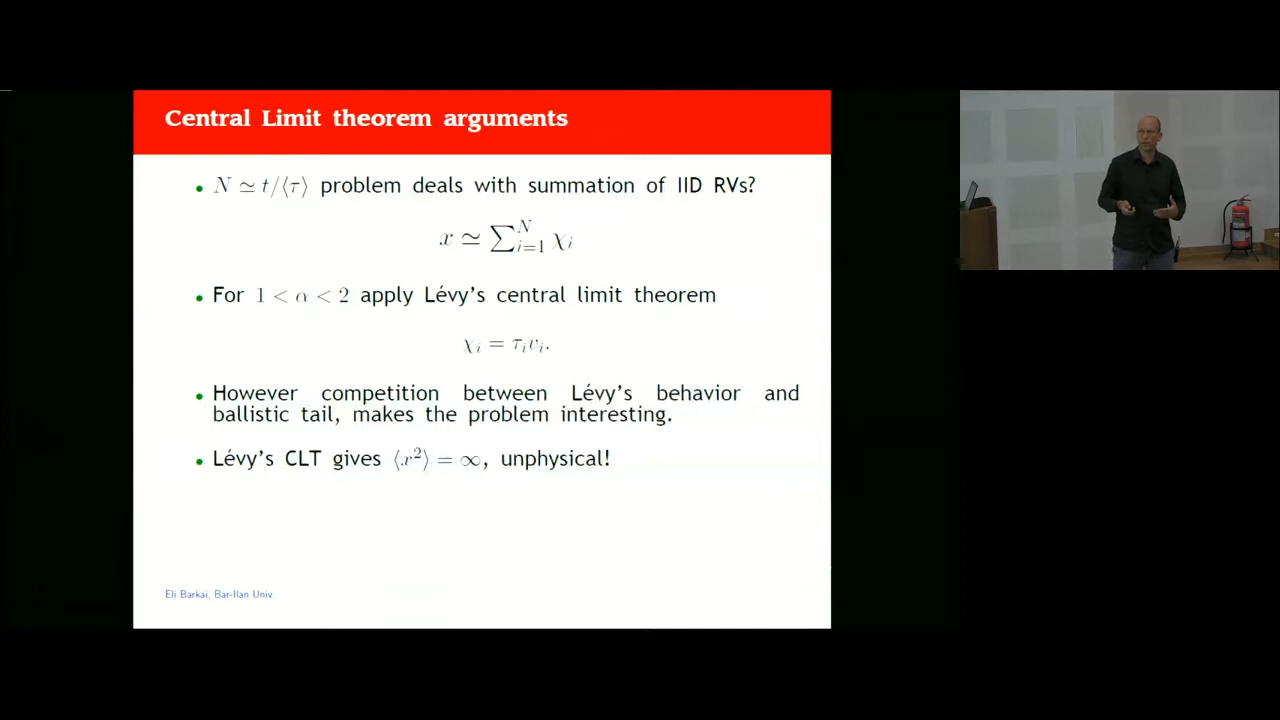 Central Limit theorem arguments
• N ≃ t/⟨τ⟩ problem deals with summation of IID RVs?
x ≃ ∑_{i=1}^{N} χ_i
• For 1 < α < 2 apply Lévy's central limit theorem
χ_i = τ_i v_i.
• However competition between Lévy's behavior and
ballistic tail, makes the problem interesting.
• Lévy's CLT gives ⟨x²⟩ = ∞, unphysical!
Eli Barkai, Bar-Ilan Univ.